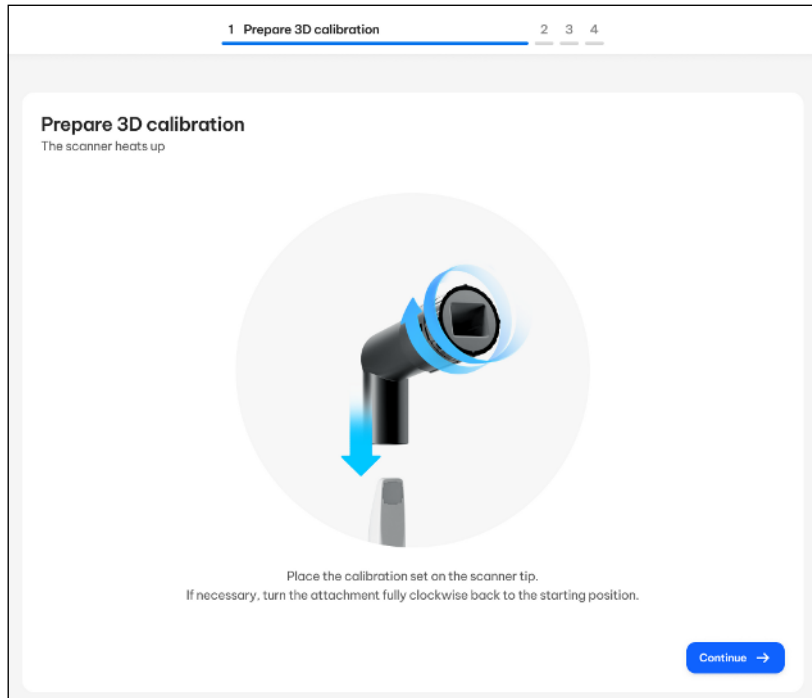 1 Prepare 3D calibration 2 3 4
Prepare 3D calibration
The scanner heats up
Place the calibration set on the scanner tip.
If necessary, turn the attachment fully clockwise back to the starting position.
Continue →